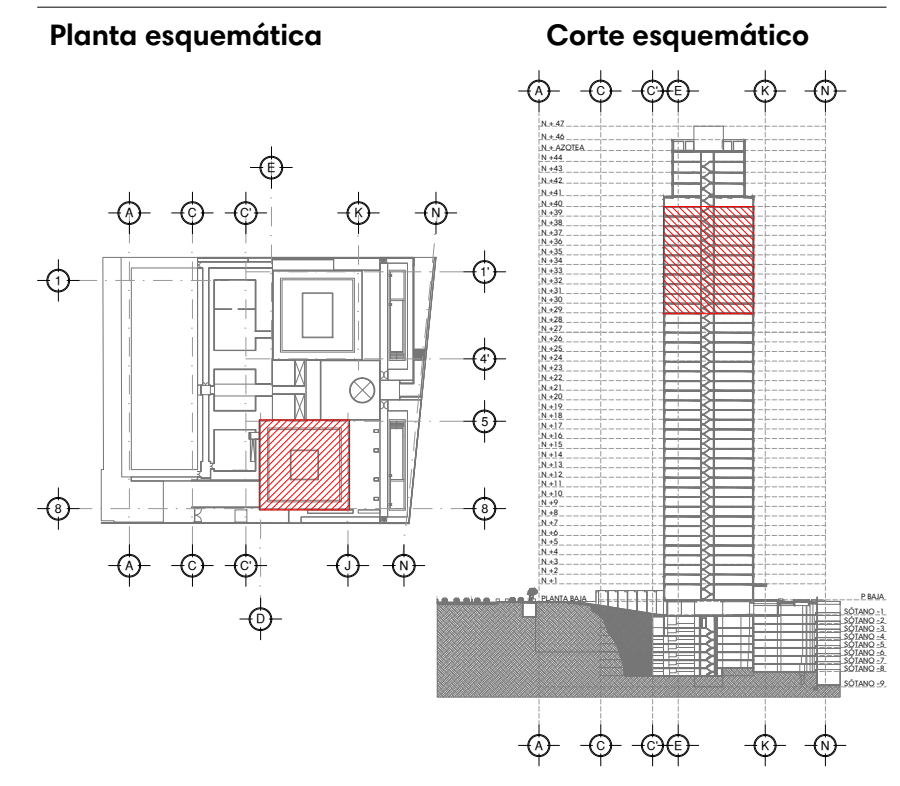 Planta esquemática
Corte esquemático
A
C
C'
E
K
N
N + 47
N + 46
N + AZOTEA
N +44
N +43
N +42
N +41
N +40
N +39
N +38
N +37
N +36
N +35
N +34
N +33
N +32
N +31
N +30
N +29
N +28
N +27
N +26
N +25
N +24
N +23
N +22
N +21
N +20
N +19
N +18
N +17
N +16
N +15
N +14
N +13
N +12
N +11
N +10
N +9
N +8
N +7
N +6
N +5
N +4
N +3
N +2
N +1
PLANTA BAJA
P BAJA
SÓTANO -1
SÓTANO -2
SÓTANO -3
SÓTANO -4
SÓTANO -5
SÓTANO -6
SÓTANO -7
SÓTANO -8
SÓTANO -9
A
C
C'
E
K
N
E
A
C
C'
K
N
1
1'
4'
5
8
8
A
C
C'
J
N
D